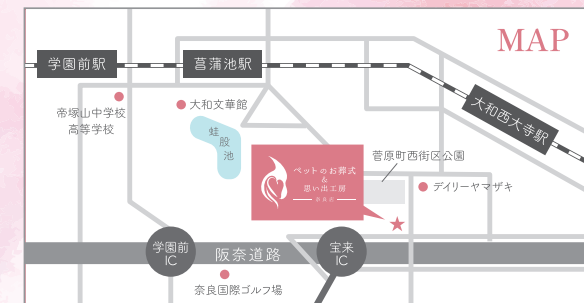 MAP
学園前駅
菖蒲池駅
大和西大寺駅
帝塚山中学校
高等学校
大和文華館
蛙股池
菅原町西街区公園
ペットのお葬式
&
思い出工房
奈良店
デイリーヤマザキ
学園前
IC
阪奈道路
宝来
IC
奈良国際ゴルフ場